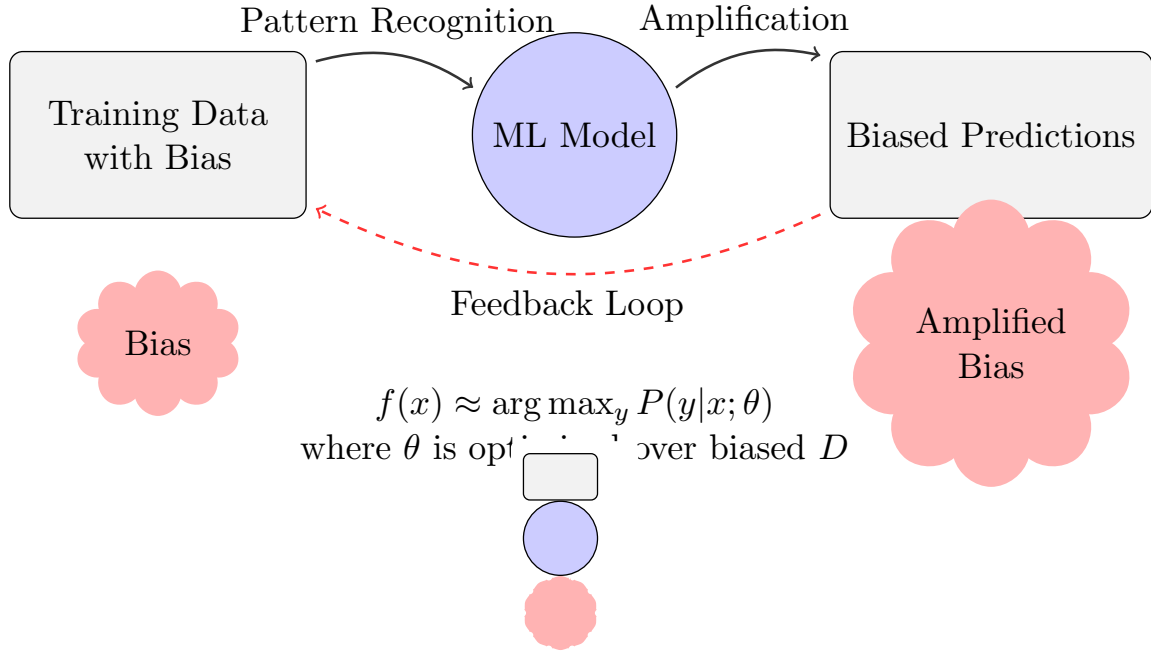 Pattern Recognition
Amplification
Training Data
with Bias
ML Model
Biased Predictions
Feedback Loop
Bias
Amplified
Bias
f(x) ≈ arg max_y P(y|x; θ)
where θ is over biased D